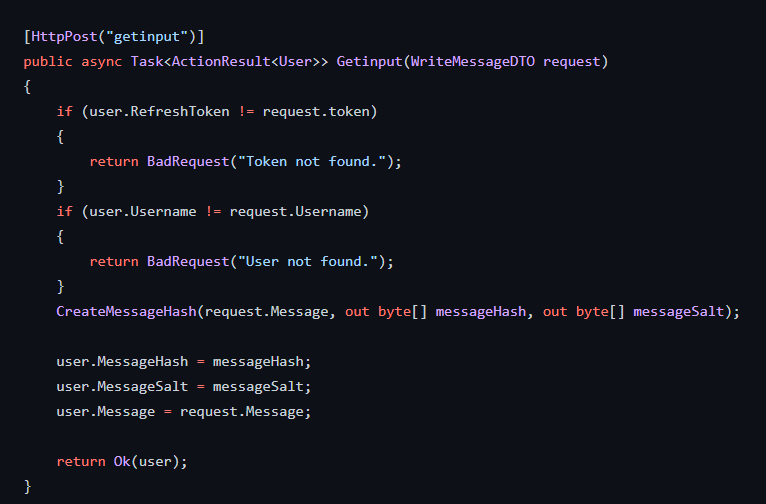 [HttpPost("getinput")]
public async Task<ActionResult<User>> Getinput(WriteMessageDTO request)
{
    if (user.RefreshToken != request.token)
    {
        return BadRequest("Token not found.");
    }
    if (user.Username != request.Username)
    {
        return BadRequest("User not found.");
    }
    CreateMessageHash(request.Message, out byte[] messageHash, out byte[] messageSalt);

    user.MessageHash = messageHash;
    user.MessageSalt = messageSalt;
    user.Message = request.Message;

    return Ok(user);
}